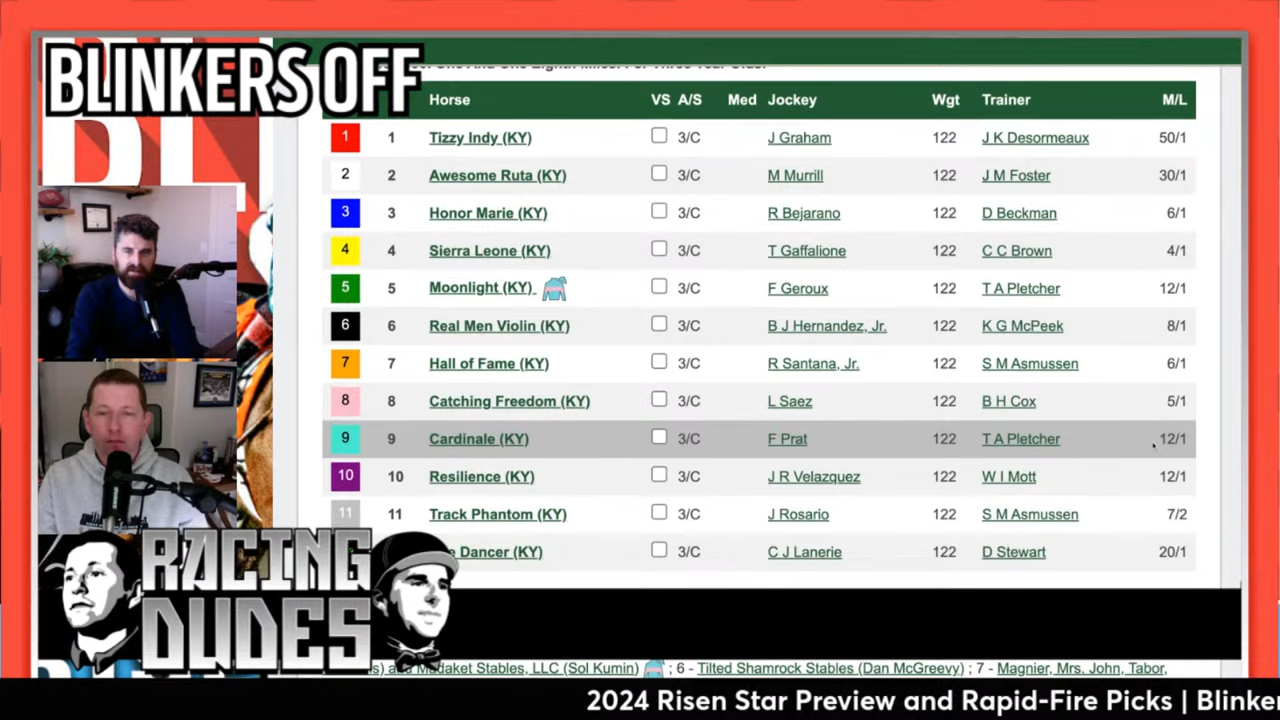 BLINKERS OFF
Horse VS A/S Med Jockey Wgt Trainer M/L
1 1 Tizzy Indy (KY) 3/C J Graham 122 J K Desormeaux 50/1
2 2 Awesome Ruta (KY) 3/C M Murrill 122 J M Foster 30/1
3 3 Honor Marie (KY) 3/C R Bejarano 122 D Beckman 6/1
4 4 Sierra Leone (KY) 3/C T Gaffalione 122 C C Brown 4/1
5 5 Moonlight (KY) 3/C F Geroux 122 T A Pletcher 12/1
6 6 Real Men Violin (KY) 3/C B J Hernandez, Jr. 122 K G McPeek 8/1
7 7 Hall of Fame (KY) 3/C R Santana, Jr. 122 S M Asmussen 6/1
8 8 Catching Freedom (KY) 3/C L Saez 122 B H Cox 5/1
9 9 Cardinale (KY) 3/C F Prat 122 T A Pletcher 12/1
10 10 Resilience (KY) 3/C J R Velazquez 122 W I Mott 12/1
11 11 Track Phantom (KY) 3/C J Rosario 122 S M Asmussen 7/2
Dancer (KY) 3/C C J Lanerie 122 D Stewart 20/1
RACING
DUDES
Madaket Stables, LLC (Sol Kumin) ; 6 - Tilted Shamrock Stables (Dan McGreevy) ; 7 - Magnier, Mrs. John, Tabor,
2024 Risen Star Preview and Rapid-Fire Picks | Blinke